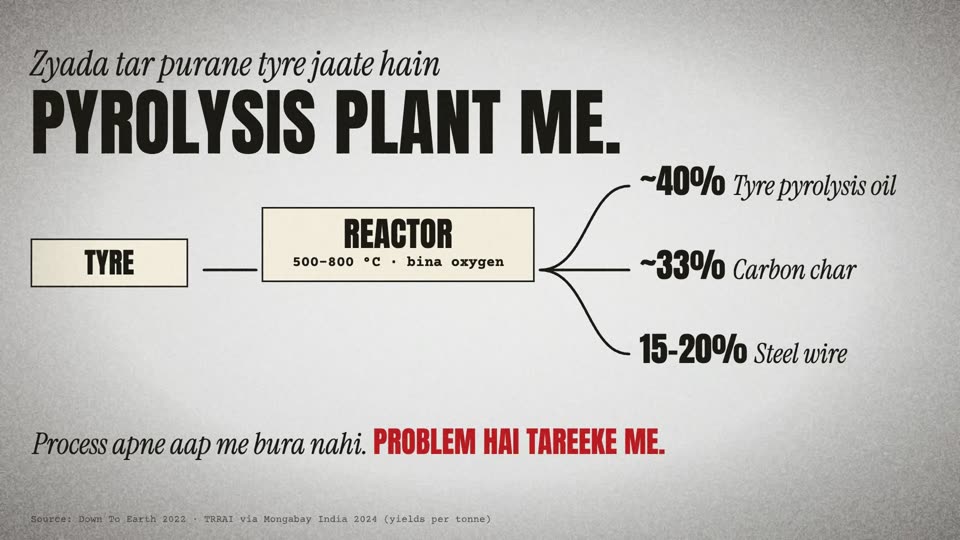 Zyada tar purane tyre jaate hain
PYROLYSIS PLANT ME.
TYRE
REACTOR
500-800 °C · bina oxygen
~40% Tyre pyrolysis oil
~33% Carbon char
15-20% Steel wire
Process apne aap me bura nahi. PROBLEM HAI TAREEKE ME.
Source: Down To Earth 2022 · TRRAI via Mongabay India 2024 (yields per tonne)